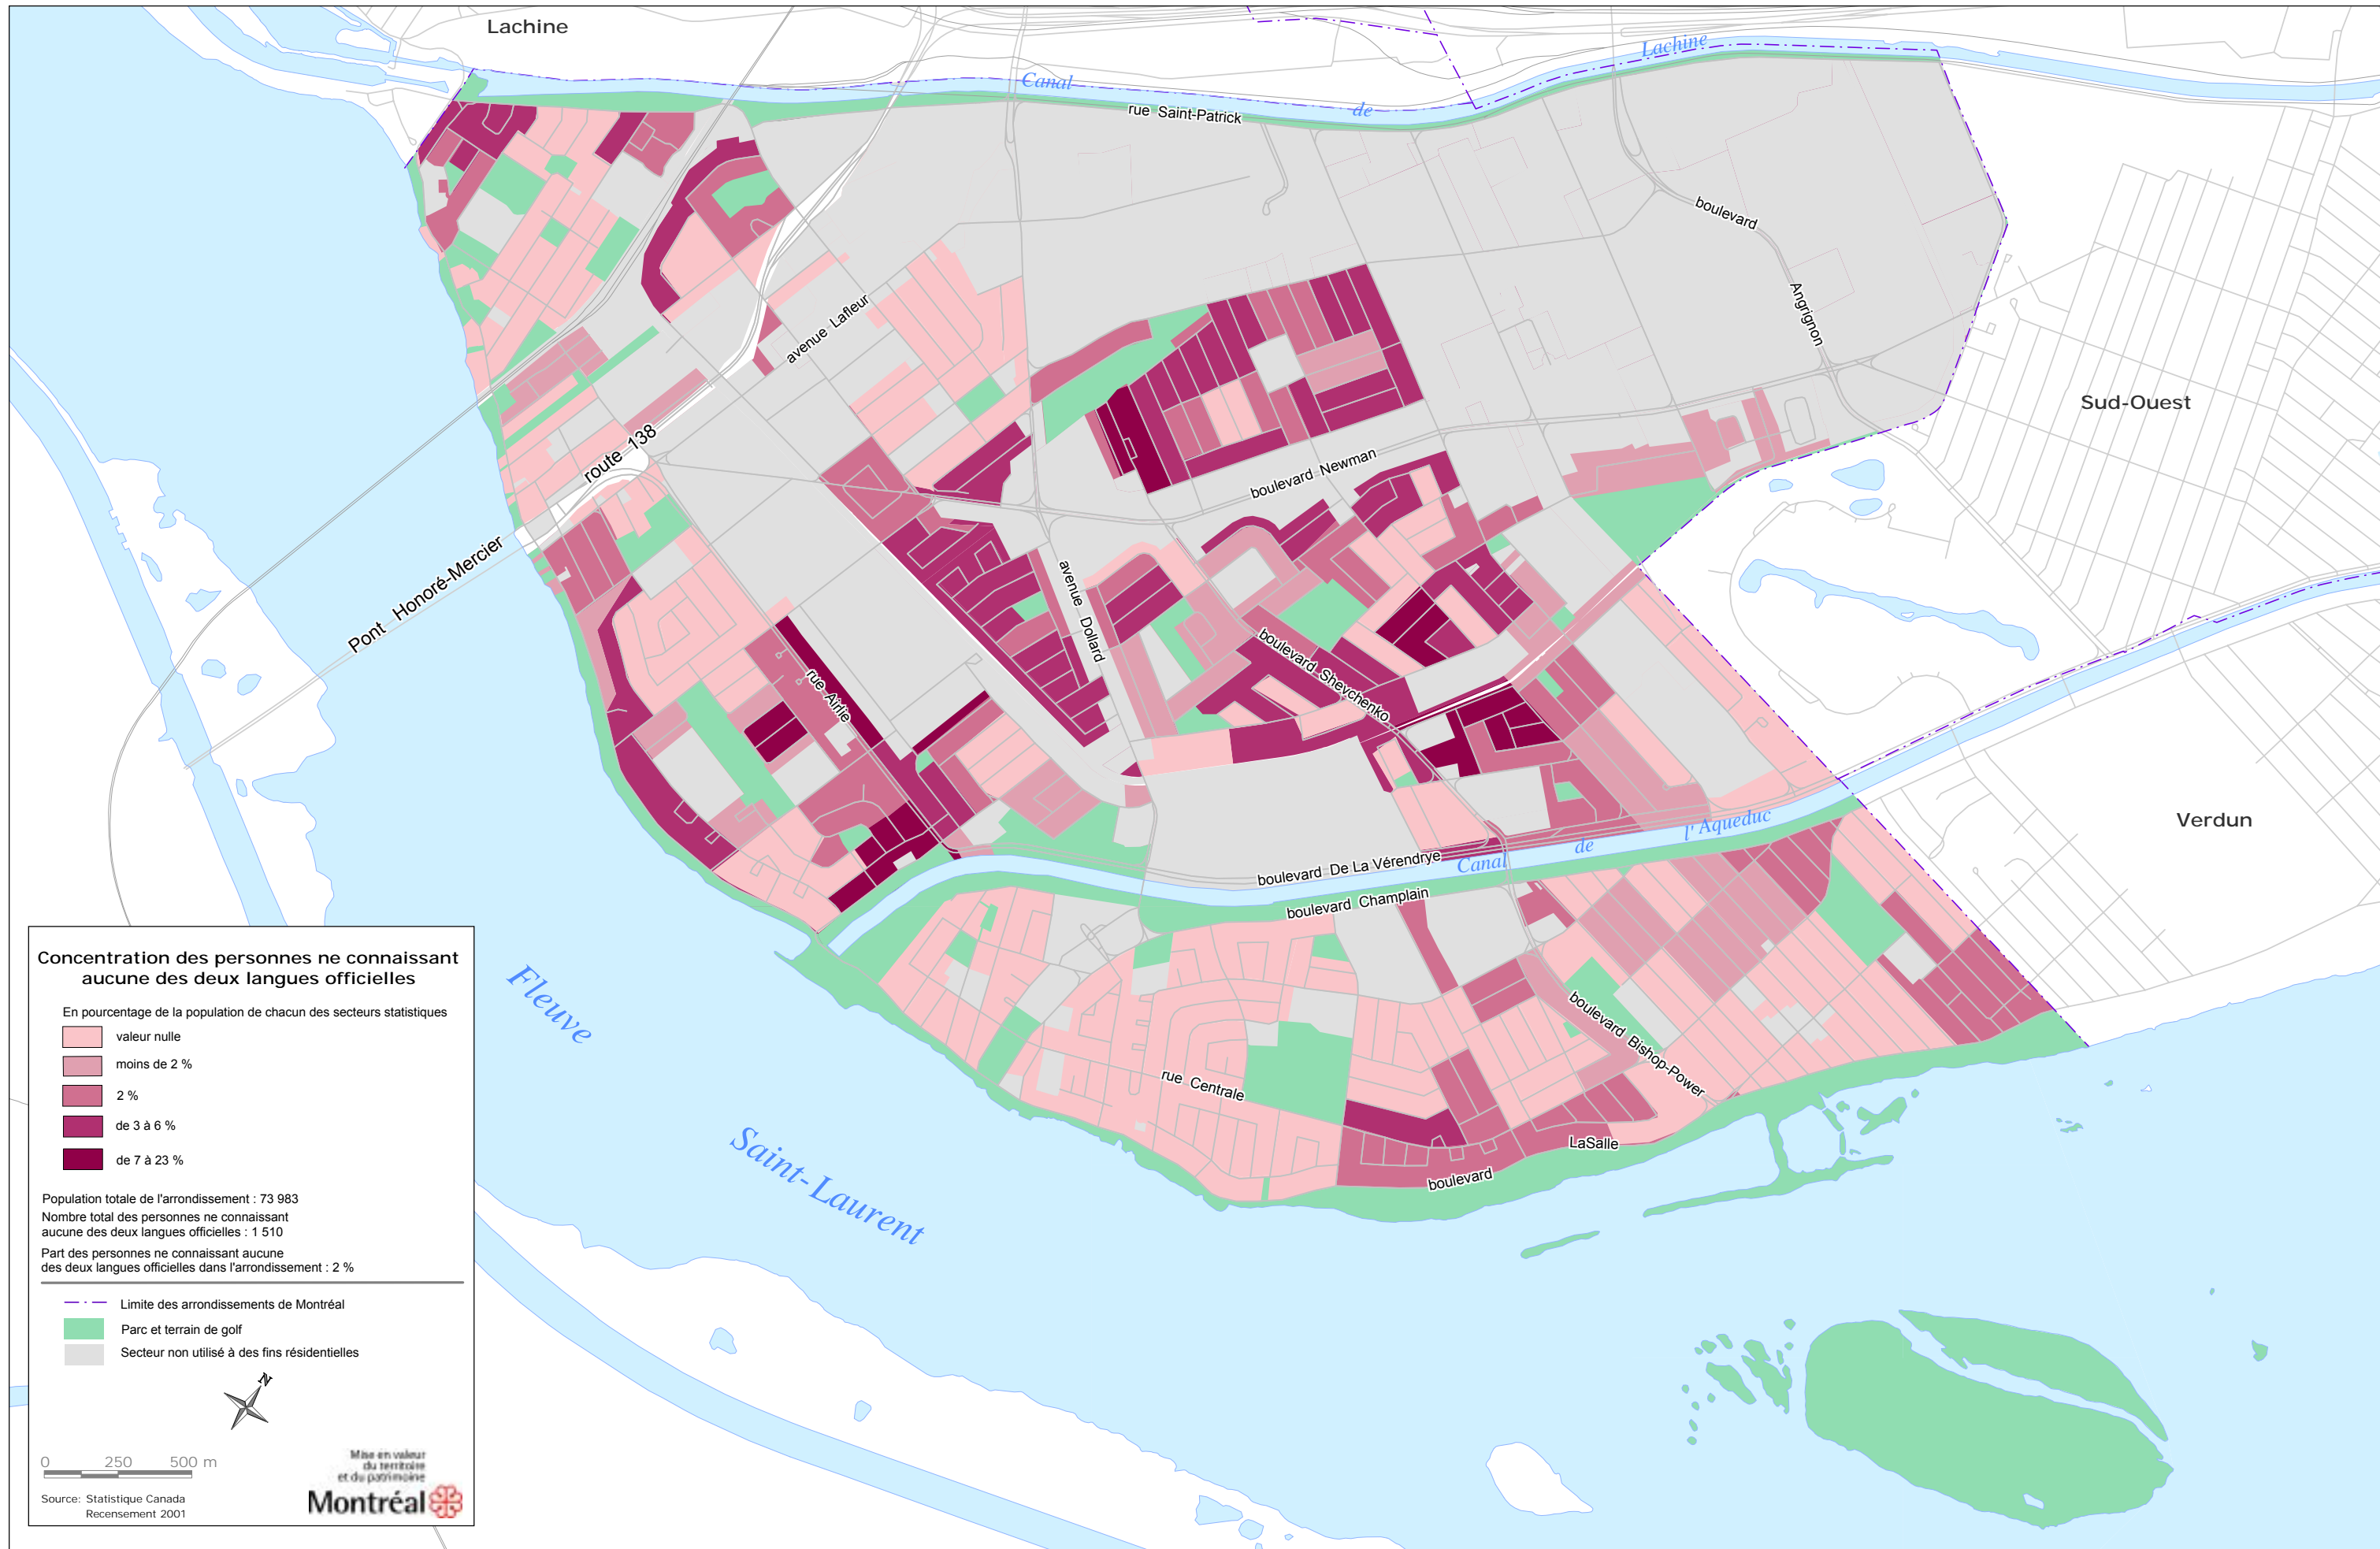 Lachine
Canal
de
Lachine
rue Saint-Patrick
boulevard
Angrignon
avenue Lafleur
Sud-Ouest
route 138
boulevard Newman
Pont Honoré-Mercier
avenue Dollard
boulevard Shevchenko
rue Airlie
Verdun
l'Aqueduc
de
Canal
boulevard De La Vérendrye
boulevard Champlain
boulevard Bishop-Power
rue Centrale
LaSalle
boulevard
Fleuve
Saint-Laurent
Concentration des personnes ne connaissant
aucune des deux langues officielles
En pourcentage de la population de chacun des secteurs statistiques
valeur nulle
moins de 2 %
2 %
de 3 à 6 %
de 7 à 23 %
Population totale de l'arrondissement : 73 983
Nombre total des personnes ne connaissant
aucune des deux langues officielles : 1 510
Part des personnes ne connaissant aucune
des deux langues officielles dans l'arrondissement : 2 %
Limite des arrondissements de Montréal
Parc et terrain de golf
Secteur non utilisé à des fins résidentielles
N
0 250 500 m
Mise en valeur
du territoire
et du patrimoine
Montréal
Source: Statistique Canada
Recensement 2001